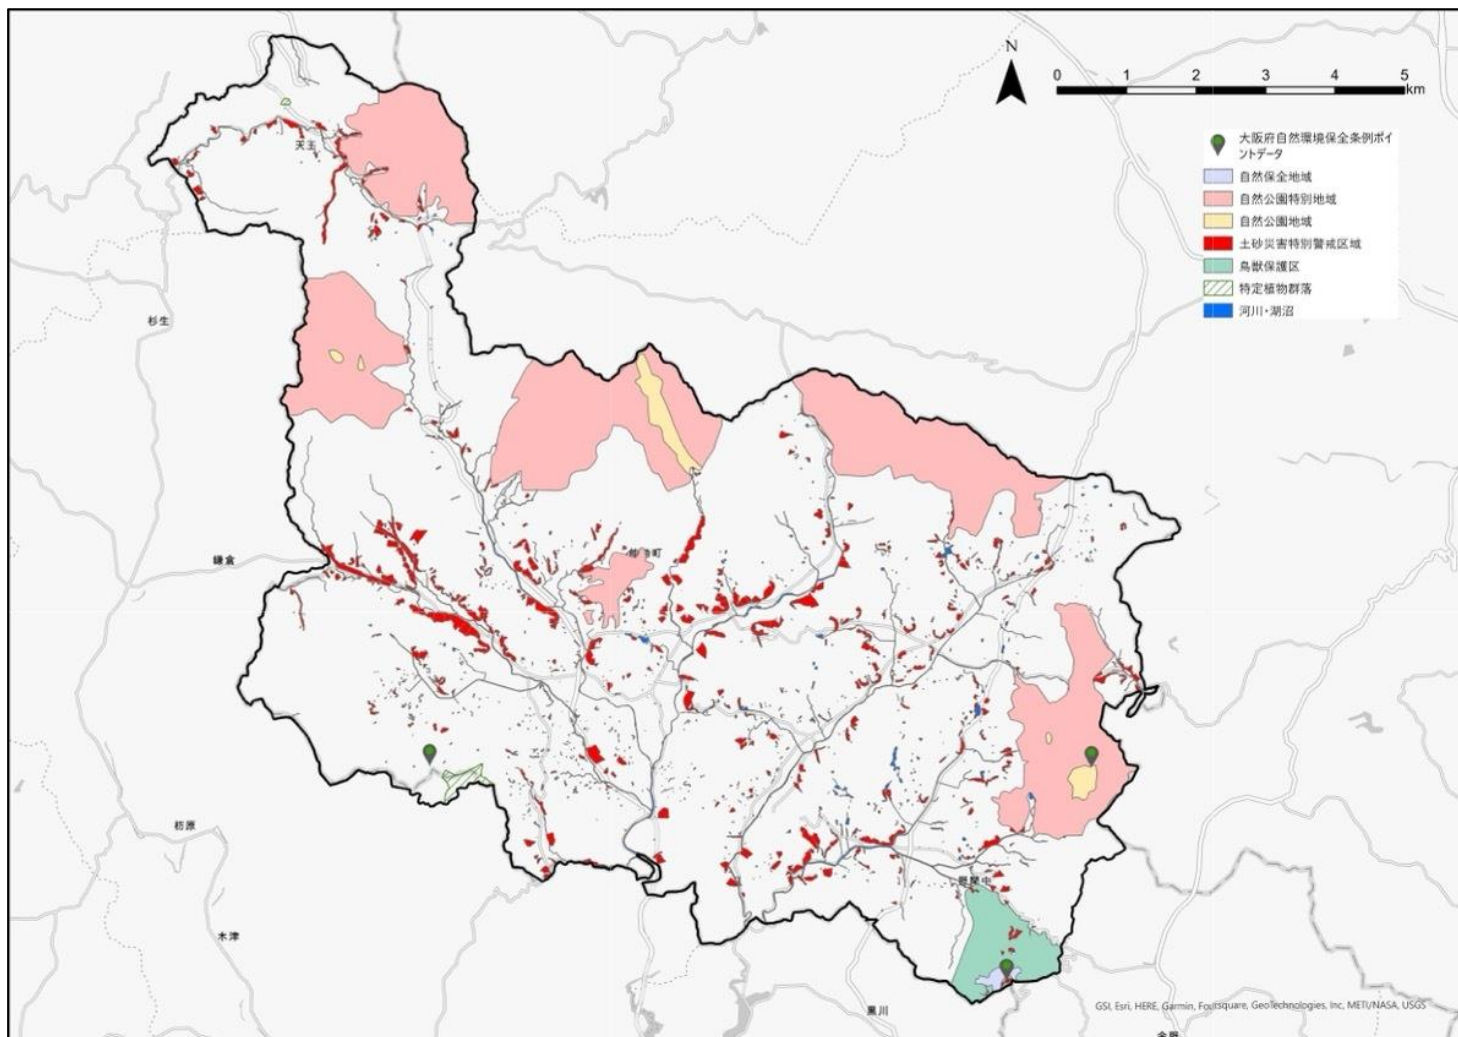 N
0 1 2 3 4 5
km
大阪府自然環境保全条例ポイ
ントデータ
自然保全地域
自然公園特別地域
自然公園地域
土砂災害特別警戒区域
鳥獣保護区
特定植物群落
河川・湖沼
天王
杉生
鎌倉
町
枋原
木津
黒川
GSI, Esri, HERE, Garmin, Foursquare, GeoTechnologies, Inc, METI/NASA, USGS